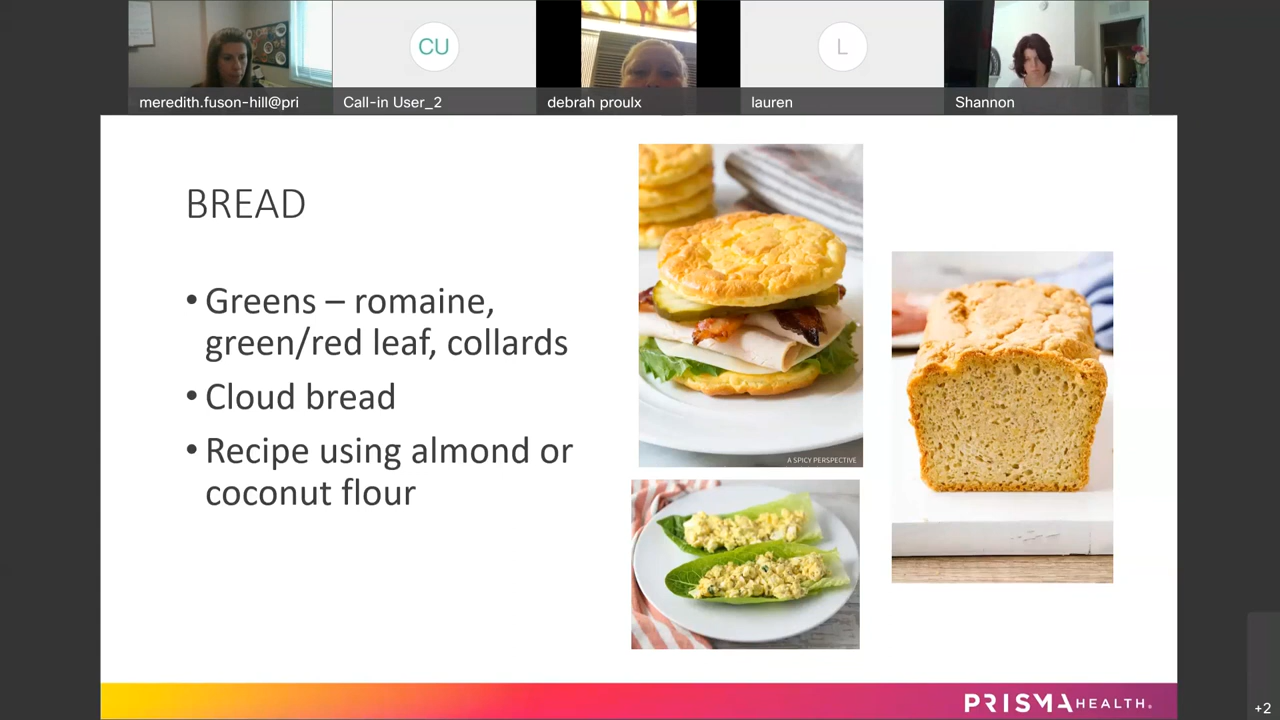 CU
L
meredith.fuson-hill@pri
Call-in User_2
debrah proulx
lauren
Shannon
BREAD
• Greens – romaine,
green/red leaf, collards
• Cloud bread
• Recipe using almond or
coconut flour
A SPICY PERSPECTIVE
PRISMA HEALTH.
+2